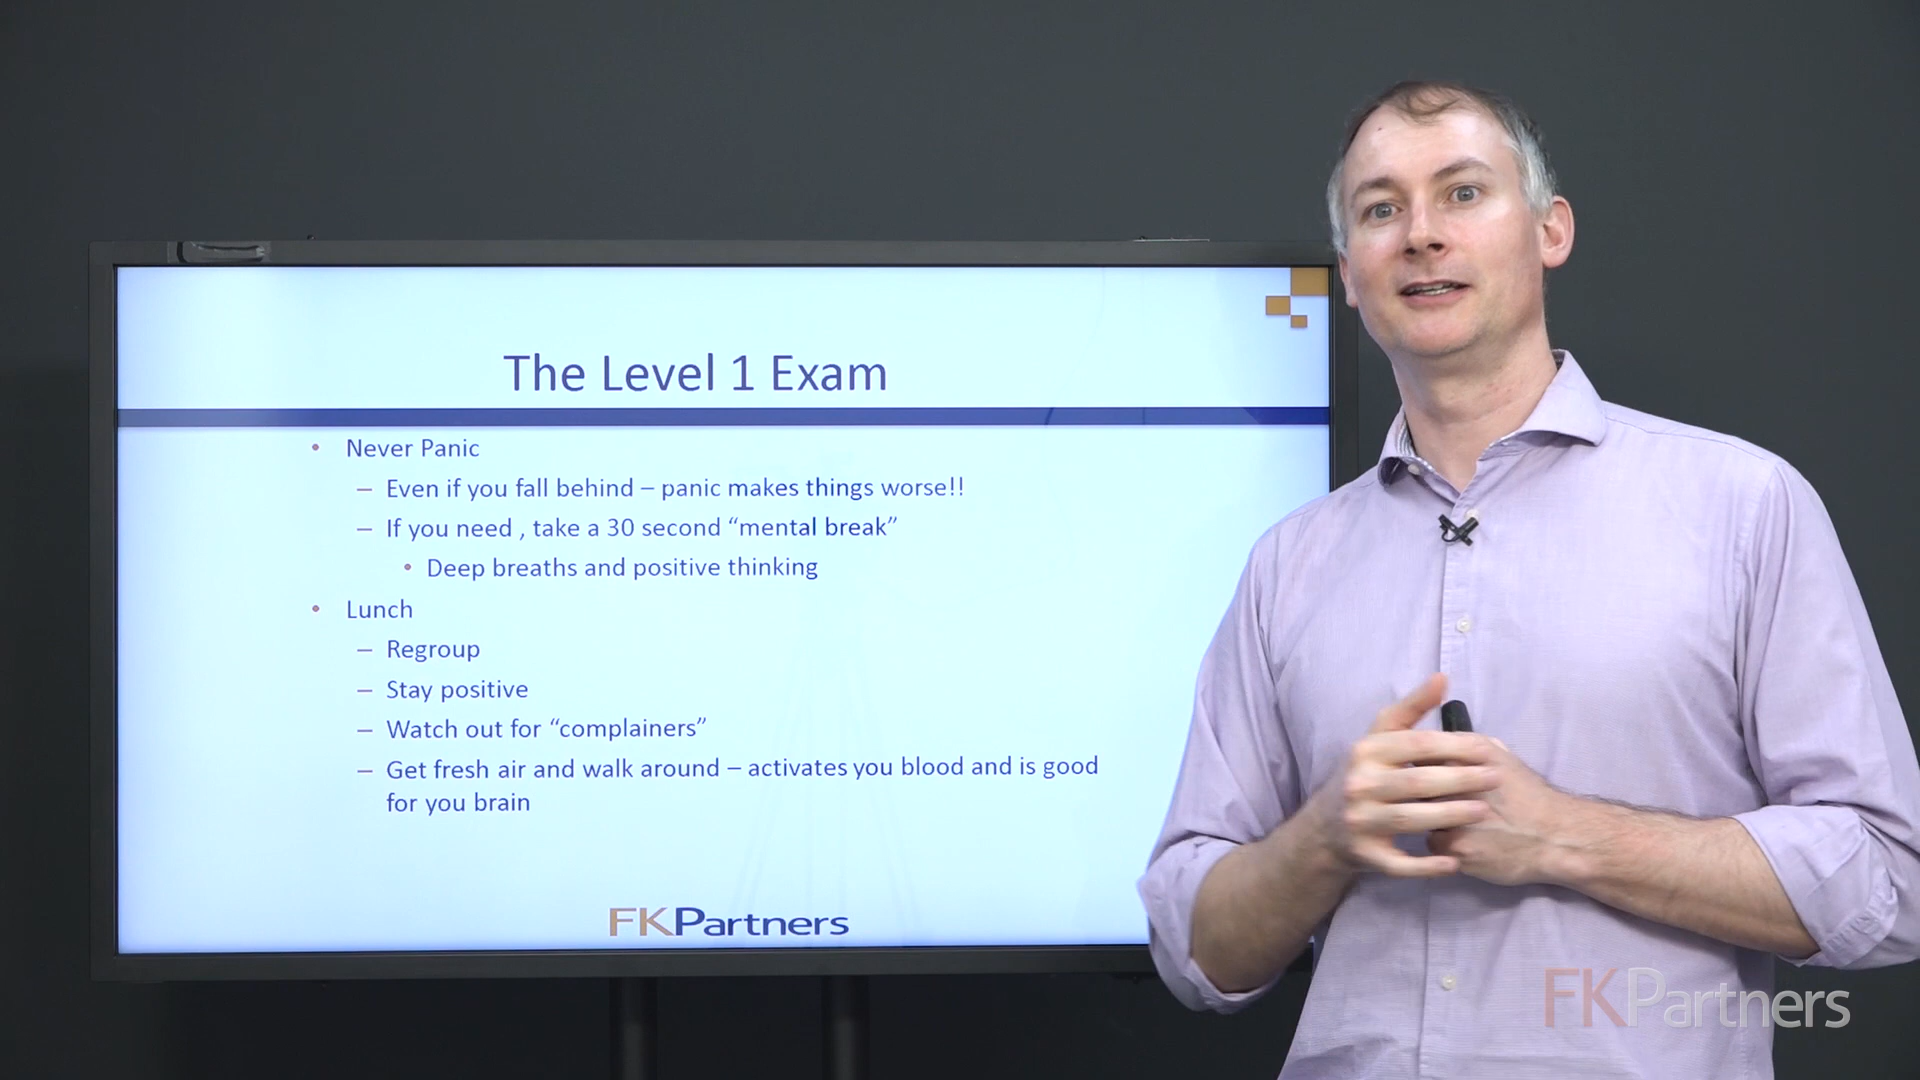 The Level 1 Exam
• Never Panic
– Even if you fall behind – panic makes things worse!!
– If you need , take a 30 second “mental break”
• Deep breaths and positive thinking
• Lunch
– Regroup
– Stay positive
– Watch out for “complainers”
– Get fresh air and walk around – activates you blood and is good
for you brain
FKPartners
FKPartners